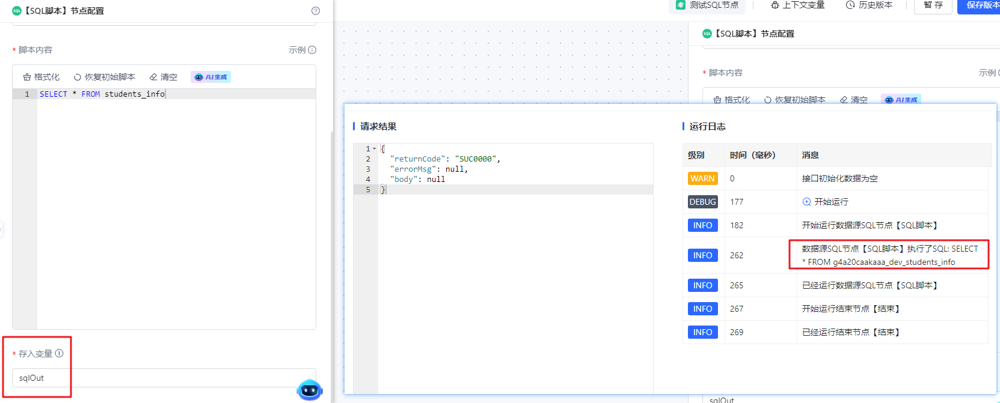 SQL 【SQL脚本】节点配置
* 脚本内容
示例
格式化 恢复初始脚本 清空 AI生成
1 SELECT * FROM students_info
* 存入变量
sqlOut
测试SQL节点 上下文变量 历史版本 暂 存 保存版本
SQL 【SQL脚本】节点配置
* 脚本内容
示例
格式化 恢复初始脚本 清空 AI生成
请求结果
1 {
2 "returnCode": "SUC0000",
3 "errorMsg": null,
4 "body": null
5 }
运行日志
级别 时间（毫秒） 消息
WARN 0 接口初始化数据为空
DEBUG 177 开始运行
INFO 182 开始运行数据源SQL节点【SQL脚本】
INFO 262 数据源SQL节点【SQL脚本】执行了SQL: SELECT
* FROM g4a20caakaaa_dev_students_info
INFO 265 已经运行数据源SQL节点【SQL脚本】
INFO 267 开始运行结束节点【结束】
INFO 269 已经运行结束节点【结束】
sqlOut